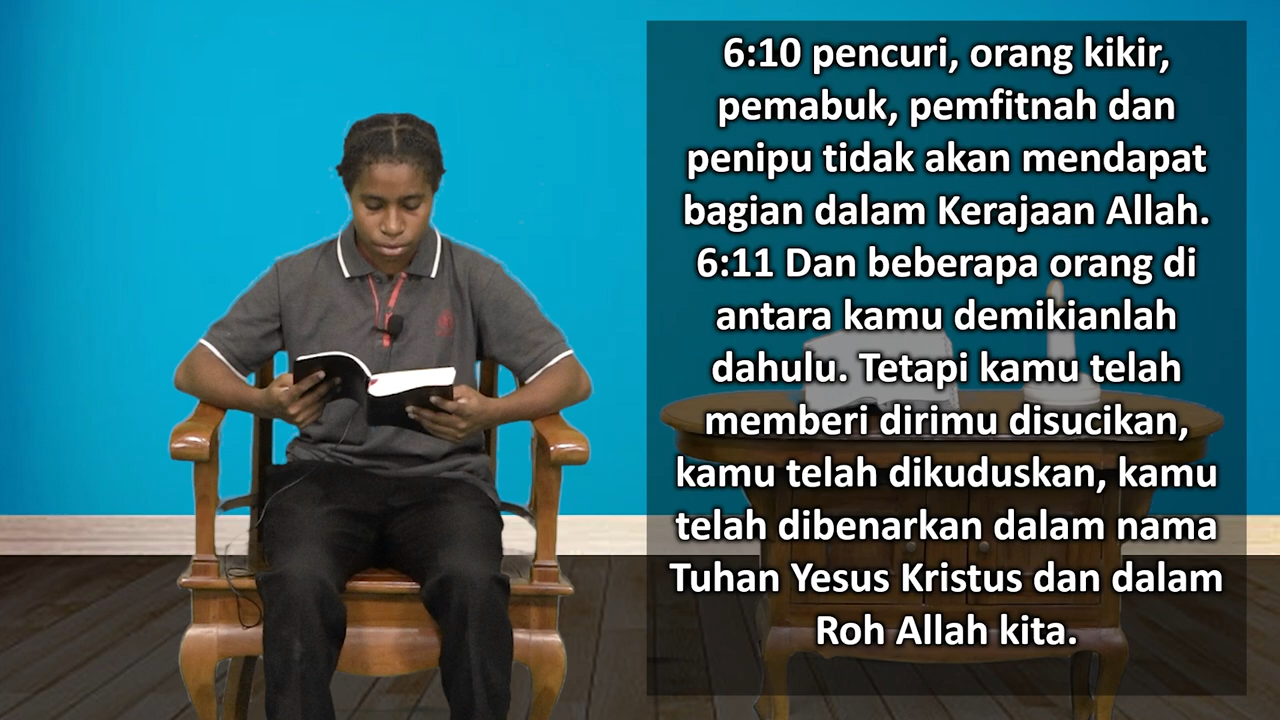 6:10 pencuri, orang kikir,
pemabuk, pemfitnah dan
penipu tidak akan mendapat
bagian dalam Kerajaan Allah.
6:11 Dan beberapa orang di
antara kamu demikianlah
dahulu. Tetapi kamu telah
memberi dirimu disucikan,
kamu telah dikuduskan, kamu
telah dibenarkan dalam nama
Tuhan Yesus Kristus dan dalam
Roh Allah kita.